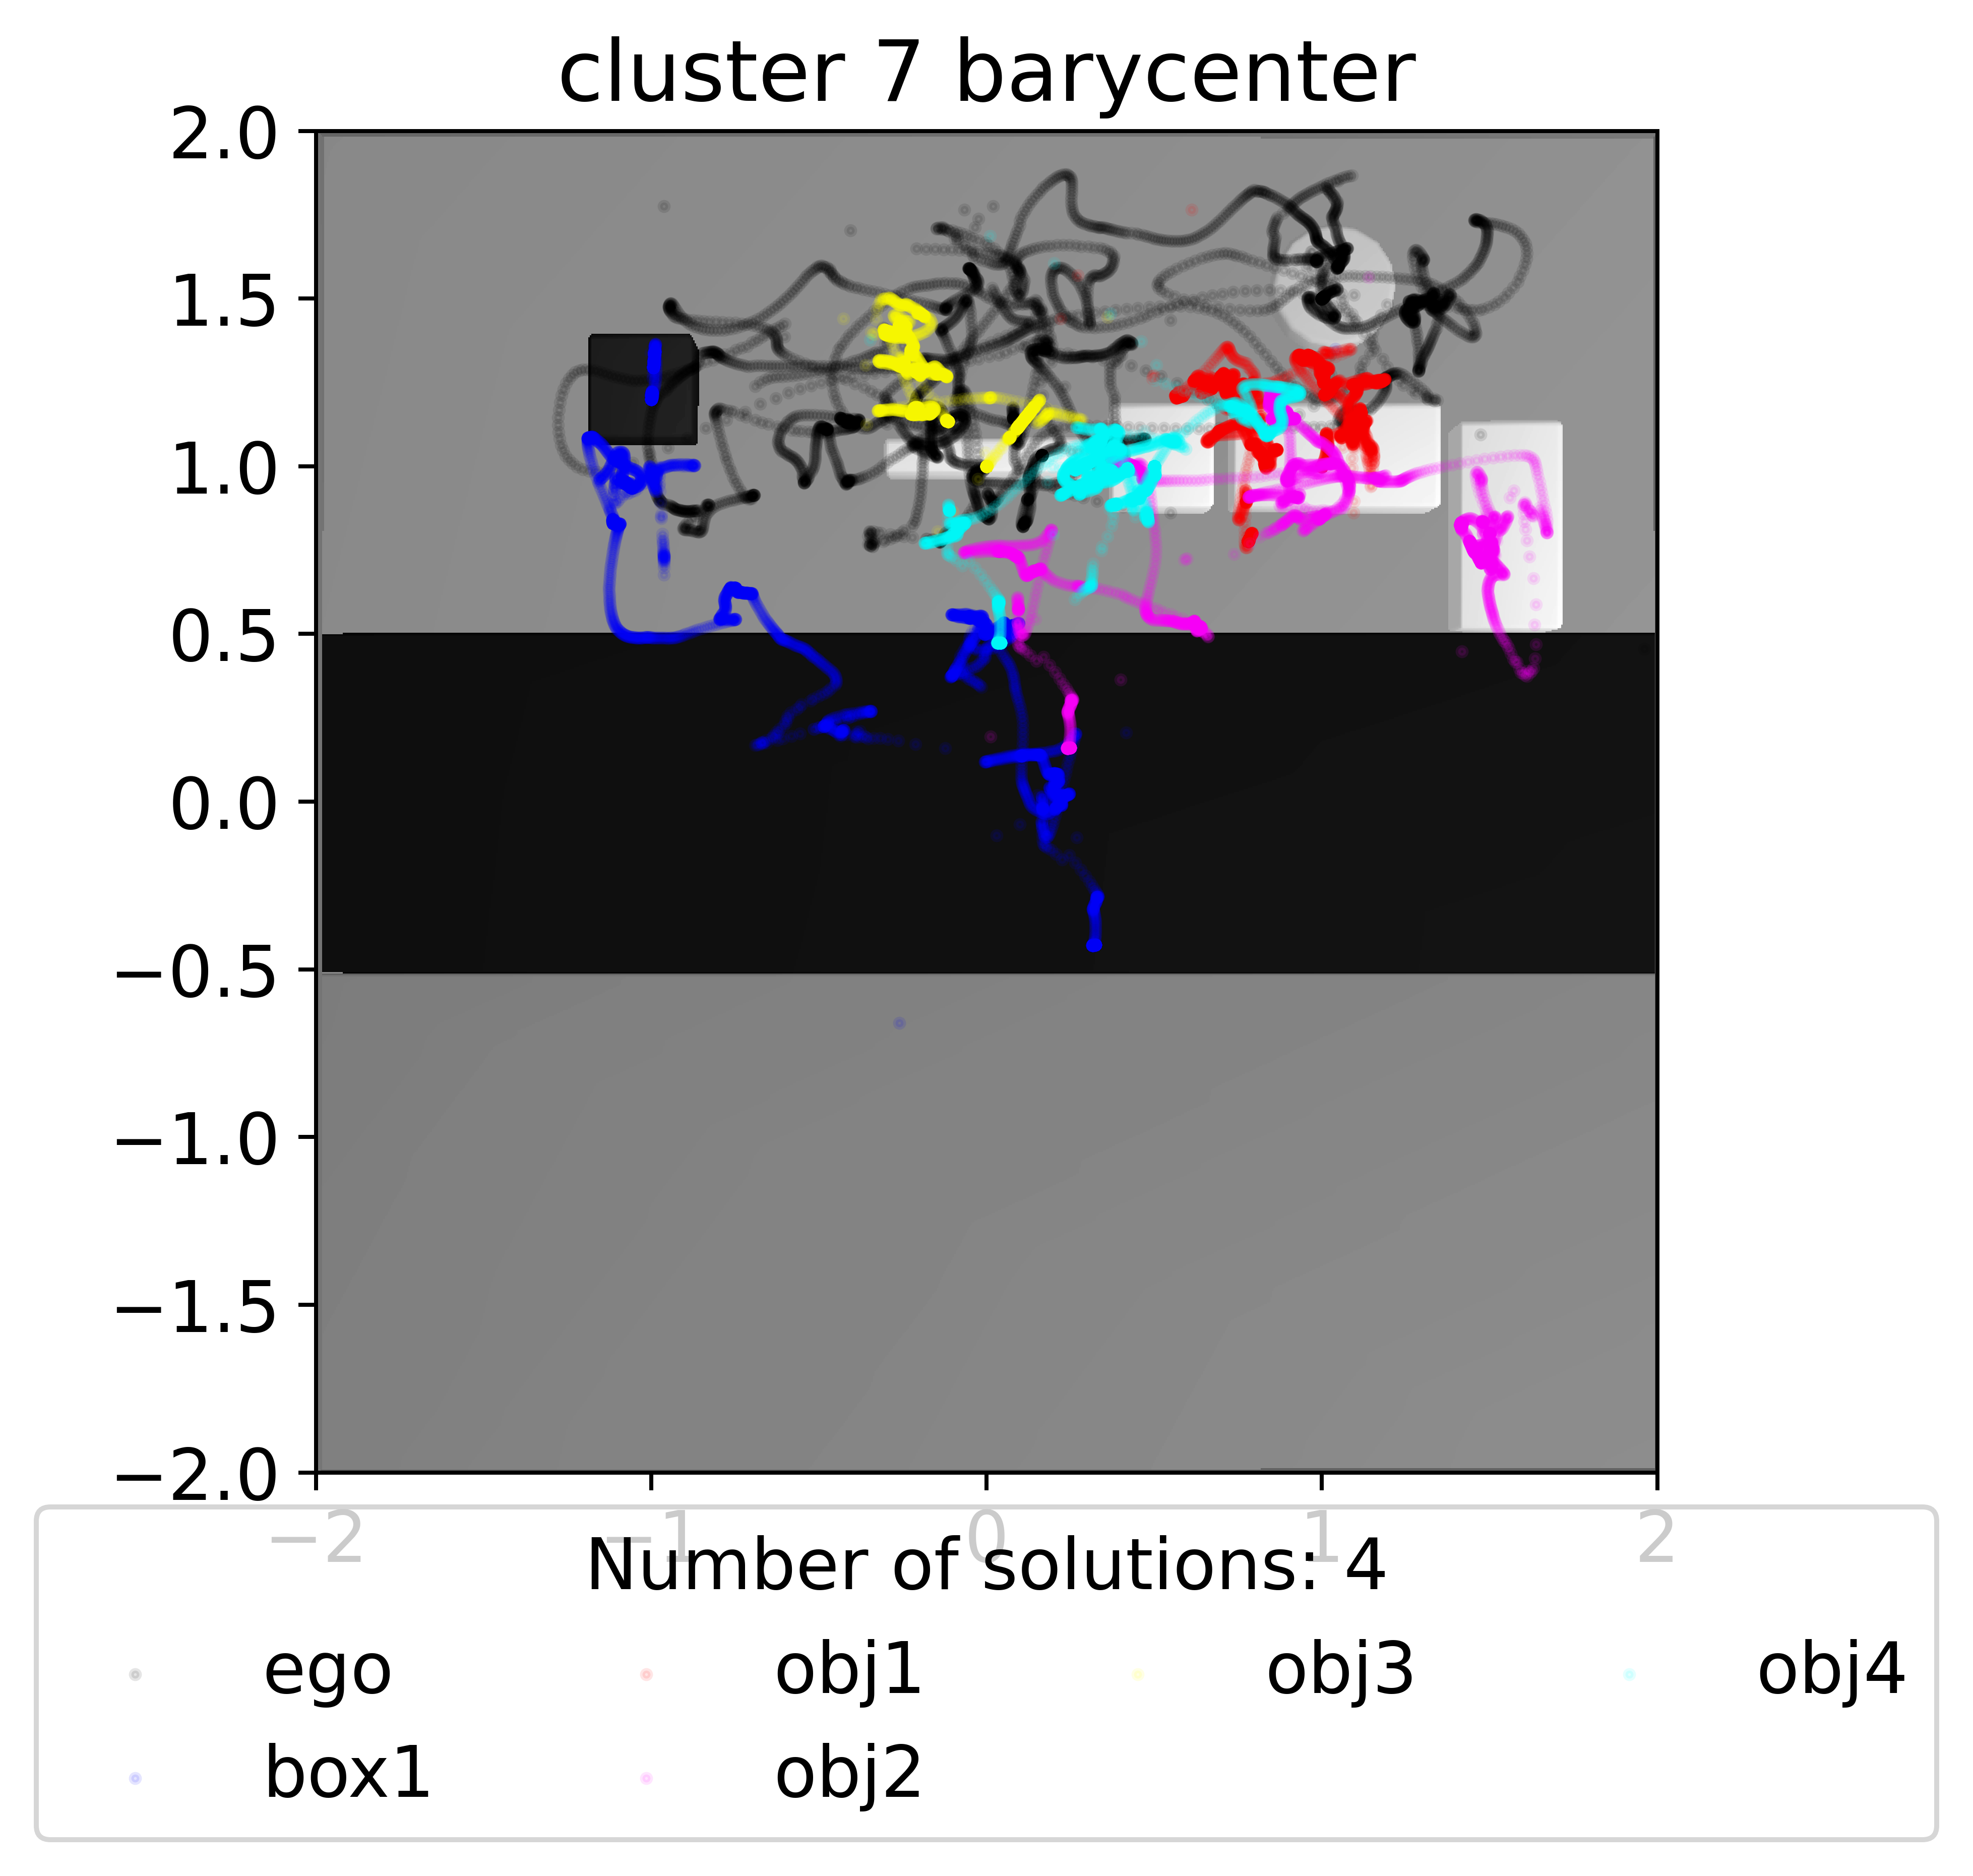 cluster 7 barycenter
2.0
1.5
1.0
0.5
0.0
−0.5
−1.0
−1.5
−2.0
−2 −1 0 1 2
Number of solutions: 4
ego obj1 obj3 obj4
box1 obj2